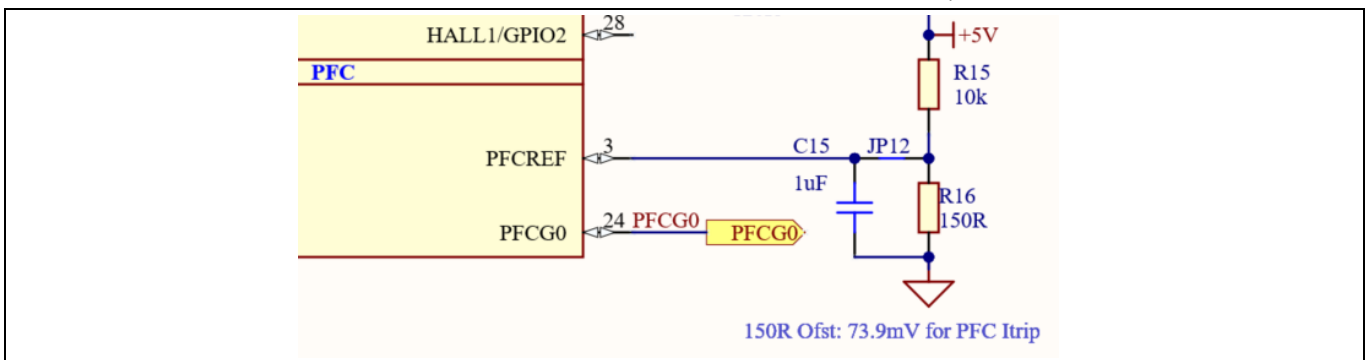 28
HALL1/GPIO2
+5V
PFC
R15
10k
3
PFCREF
C15
JP12
1uF
R16
150R
24
PFCG0
PFCG0
PFCG0
150R Ofst: 73.9mV for PFC Itrip